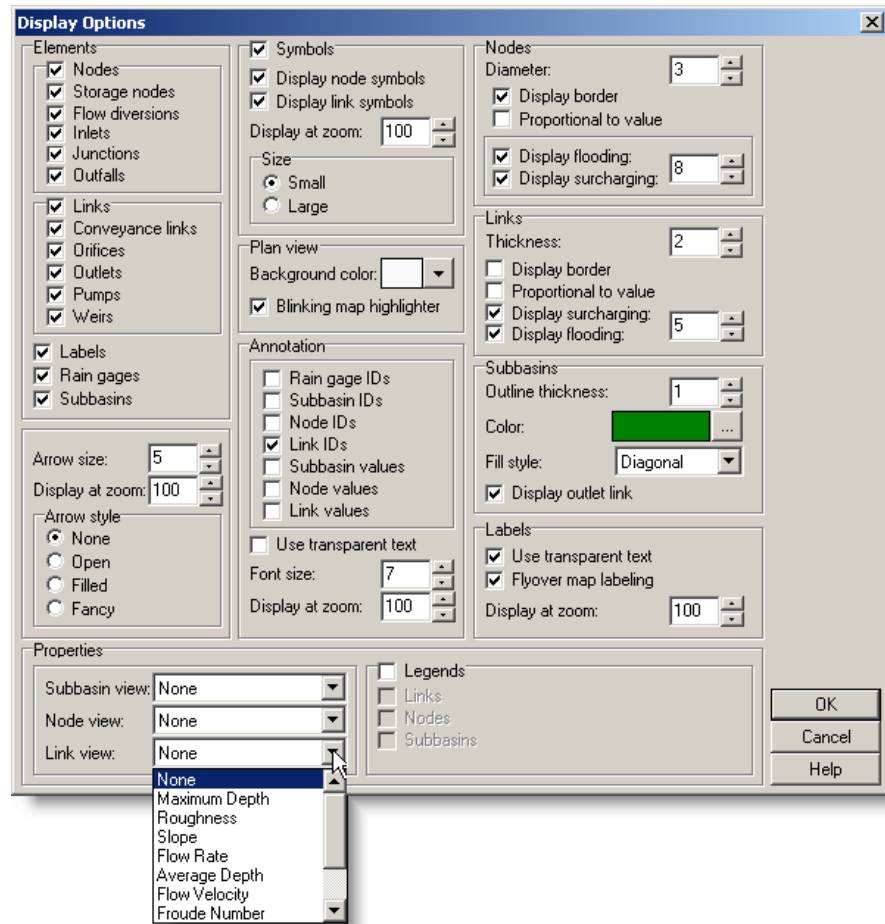 Display Options
Elements
Nodes
Storage nodes
Flow diversions
Inlets
Junctions
Outfalls
Links
Conveyance links
Orifices
Outlets
Pumps
Weirs
Labels
Rain gages
Subbasins
Arrow size: 5
Display at zoom: 100
Arrow style
None
Open
Filled
Fancy
Symbols
Display node symbols
Display link symbols
Display at zoom: 100
Size
Small
Large
Plan view
Background color:
Blinking map highlighter
Annotation
Rain gage IDs
Subbasin IDs
Node IDs
Link IDs
Subbasin values
Node values
Link values
Use transparent text
Font size: 7
Display at zoom: 100
Nodes
Diameter: 3
Display border
Proportional to value
Display flooding:
Display surcharging: 8
Links
Thickness: 2
Display border
Proportional to value
Display surcharging:
Display flooding: 5
Subbasins
Outline thickness: 1
Color: ...
Fill style: Diagonal
Display outlet link
Labels
Use transparent text
Flyover map labeling
Display at zoom: 100
Properties
Subbasin view: None
Node view: None
Link view: None
None
Maximum Depth
Roughness
Slope
Flow Rate
Average Depth
Flow Velocity
Froude Number
Legends
Links
Nodes
Subbasins
OK
Cancel
Help